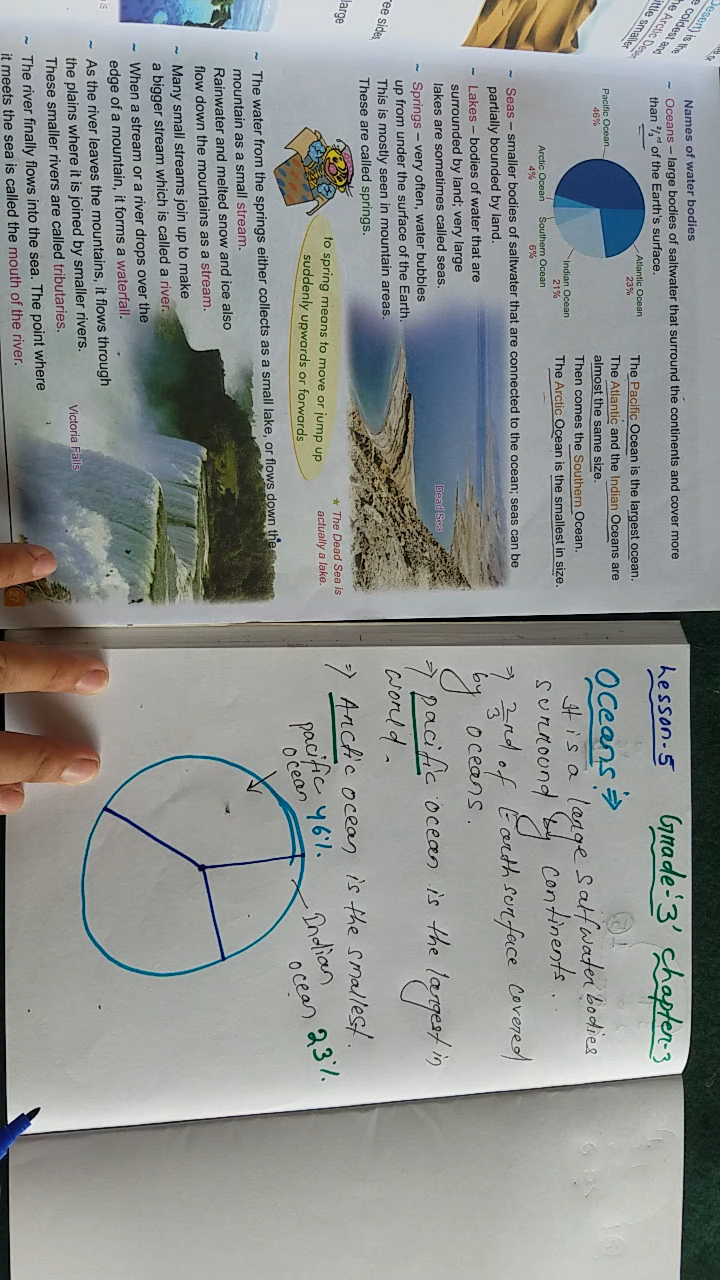 Names of water bodies
~ Oceans – large bodies of saltwater that surround the continents and cover more
than 2/3rd of the Earth's surface.
Pacific Ocean
46%
Atlantic Ocean
23%
Indian Ocean
21%
Southern Ocean
6%
Arctic Ocean
4%
The Pacific Ocean is the largest ocean.
The Atlantic and the Indian Oceans are
almost the same size.
Then comes the Southern Ocean.
The Arctic Ocean is the smallest in size.
~ Seas – smaller bodies of saltwater that are connected to the ocean; seas can be
partially bound by land.
~ Lakes – bodies of water that are
surrounded by land; very large
lakes are sometimes called seas.
~ Springs – very often, water bubbles
up from under the surface of the Earth.
This is mostly seen in mountain areas.
These are called springs.
Dead Sea
★ The Dead Sea is
actually a lake.
to spring means to move or jump up
suddenly upwards or forwards
~ The water from the springs either collects as a small lake, or flows down the
mountain as a small stream.
Rainwater and melted snow and ice also
flow down the mountains as a stream.
~ Many small streams join up to make
a bigger stream which is called a river.
~ When a stream or a river drops over the
edge of a mountain, it forms a waterfall.
~ As the river leaves the mountains, it flows through
the plains where it is joined by smaller rivers.
These smaller rivers are called tributaries.
~ The river finally flows into the sea. The point where
it meets the sea is called the mouth of the river.
Victoria Falls
Lesson-5 Grade-'3' chapter-3
Oceans ⇒
It is a large saltwater bodies
surround by continents.
⇒ 2/3rd of Earth surface covered
by oceans.
⇒ pacific ocean is the largest in
world.
⇒ Arctic ocean is the smallest.
pacific 46%.
ocean
Indian
ocean 23%.